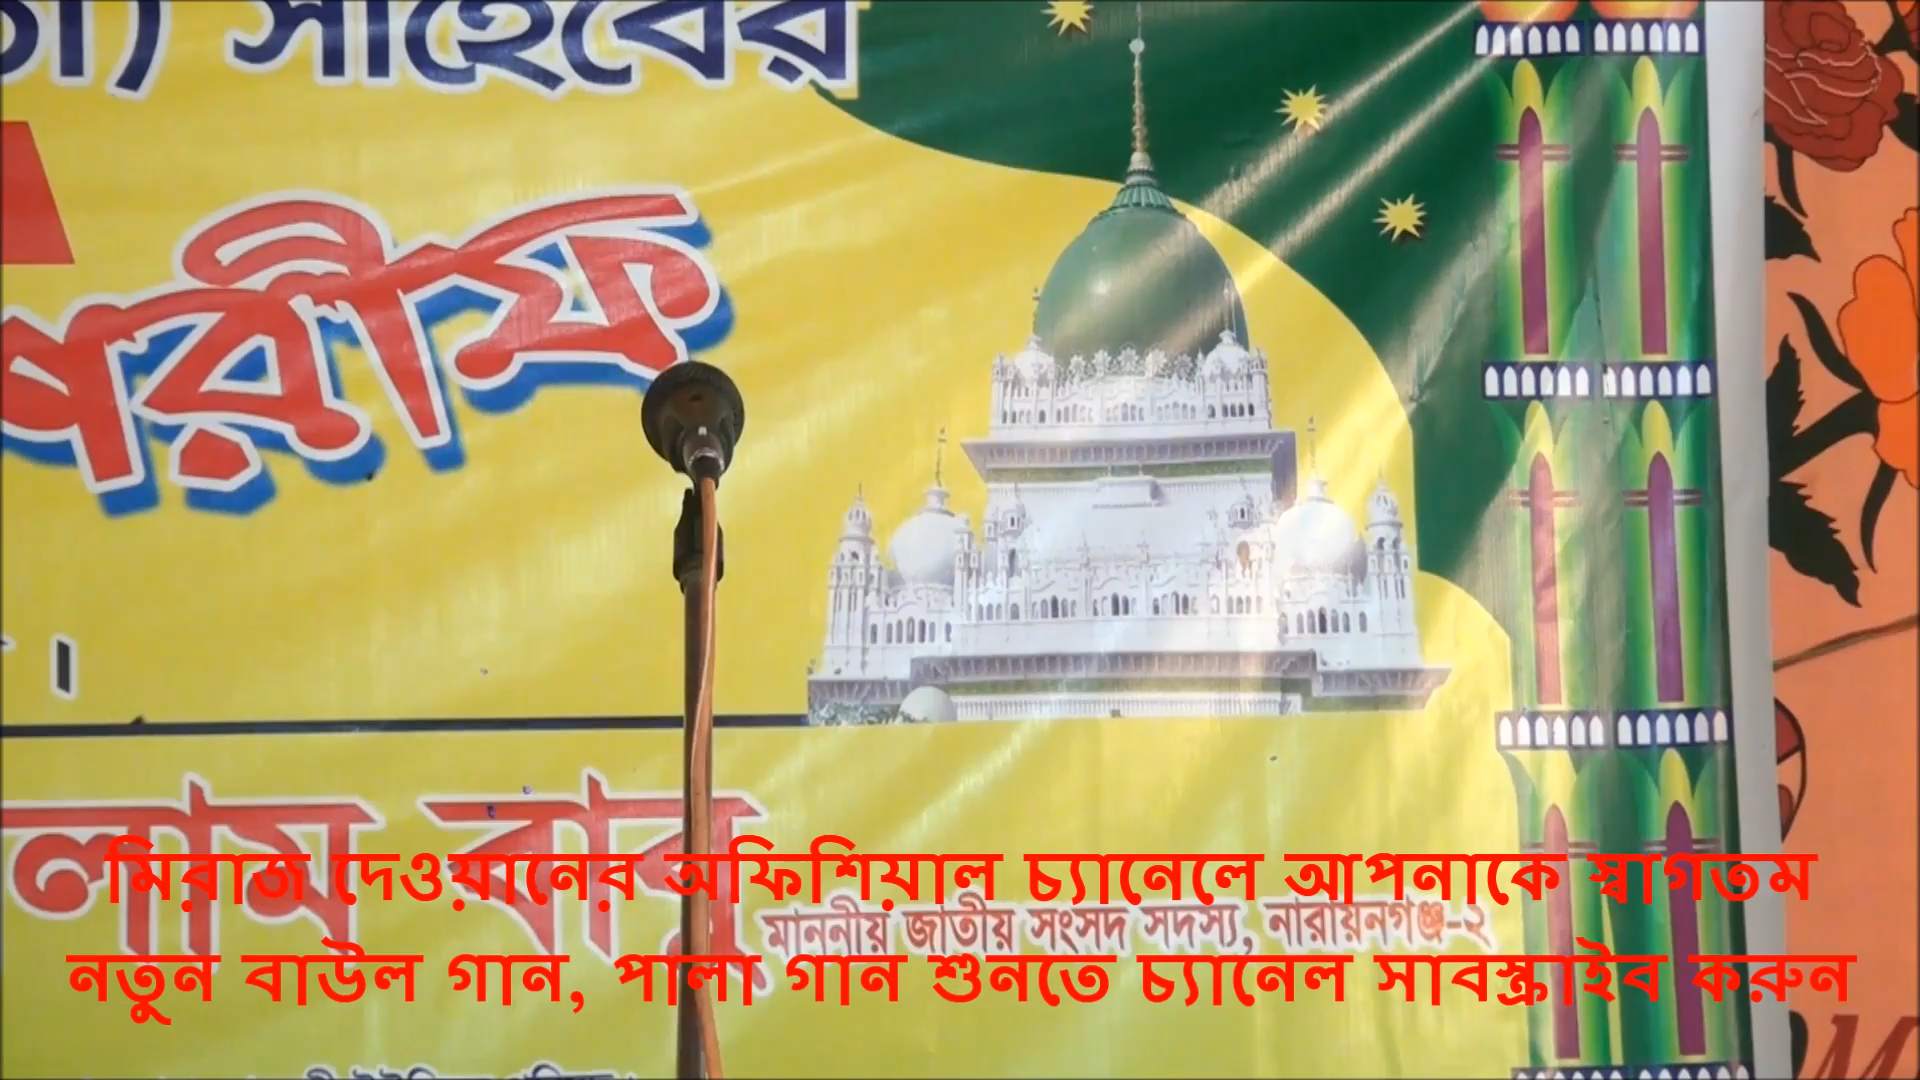 সাহেবের
শরীফ
লাম বাবু
মাননীয় জাতীয় সংসদ সদস্য, নারায়নগঞ্জ-২
মিরাজ দেওয়ানের অফিশিয়াল চ্যানেলে আপনাকে স্বাগতম
নতুন বাউল গান, পালা গান শুনতে চ্যানেল সাবস্ক্রাইব করুন